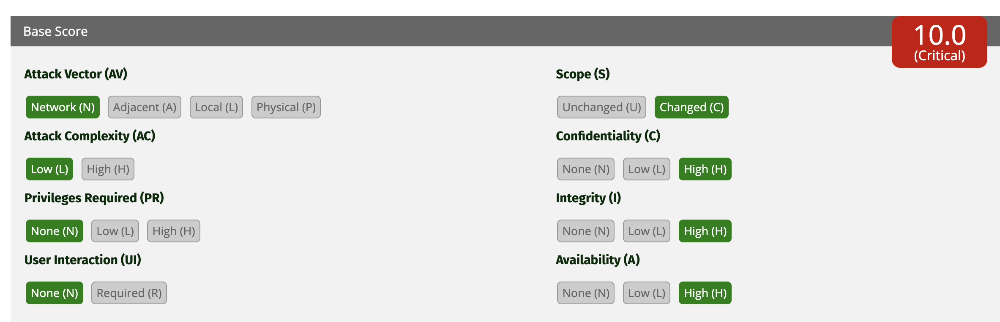 Base Score
10.0
(Critical)
Attack Vector (AV)
Network (N) Adjacent (A) Local (L) Physical (P)
Attack Complexity (AC)
Low (L) High (H)
Privileges Required (PR)
None (N) Low (L) High (H)
User Interaction (UI)
None (N) Required (R)
Scope (S)
Unchanged (U) Changed (C)
Confidentiality (C)
None (N) Low (L) High (H)
Integrity (I)
None (N) Low (L) High (H)
Availability (A)
None (N) Low (L) High (H)